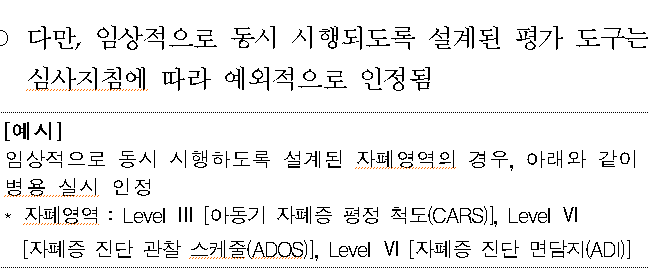 ○ 다만, 임상적으로 동시 시행되도록 설계된 평가 도구는
심사지침에 따라 예외적으로 인정됨
[예시]
임상적으로 동시 시행하도록 설계된 자폐영역의 경우, 아래와 같이
병용 실시 인정
* 자폐영역 : Level Ⅲ [아동기 자폐증 평정 척도(CARS)], Level Ⅵ
[자폐증 진단 관찰 스케줄(ADOS)], Level Ⅵ [자폐증 진단 면담지(ADI)]